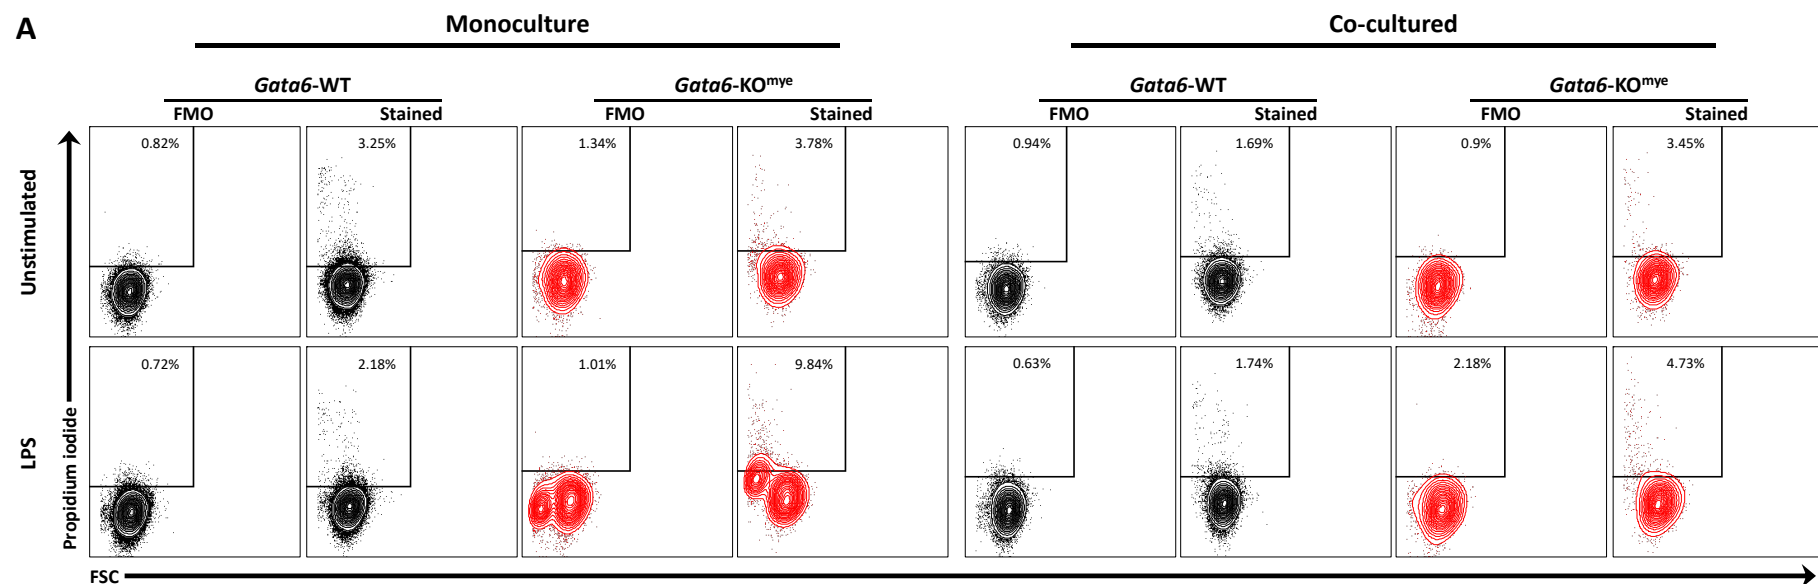 A
Monoculture
Co-cultured
Gata6-WT
Gata6-KOmye
Gata6-WT
Gata6-KOmye
FMO
Stained
FMO
Stained
FMO
Stained
FMO
Stained
Unstimulated
0.82%
3.25%
1.34%
3.78%
0.94%
1.69%
0.9%
3.45%
LPS
0.72%
2.18%
1.01%
9.84%
0.63%
1.74%
2.18%
4.73%
Propidium iodide
FSC